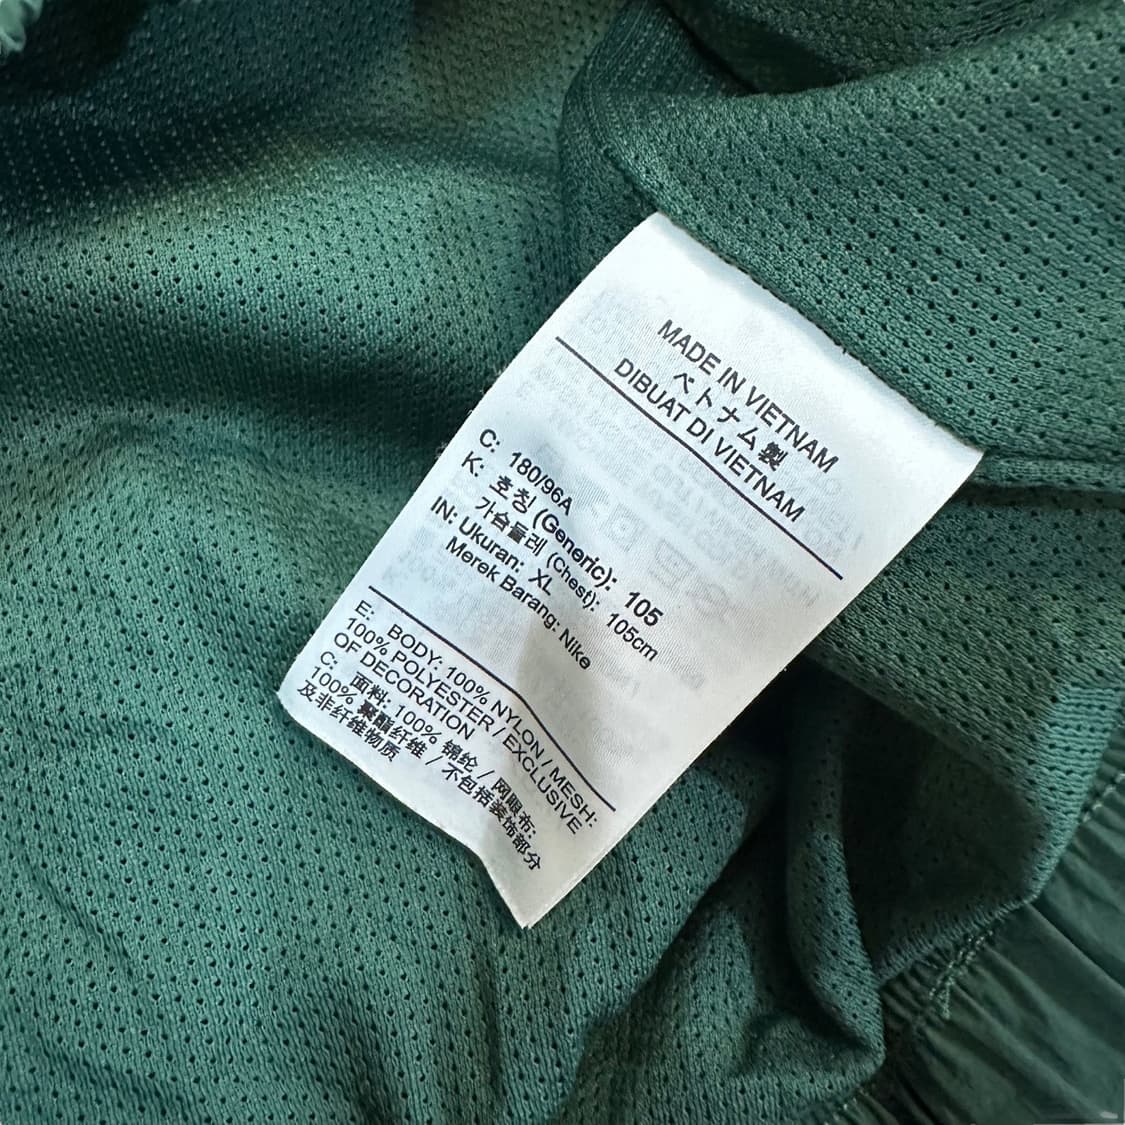 MADE IN VIETNAM
ベトナム製
DIBUAT DI VIETNAM
C: 180/96A
K: 호칭 (Generic): 105
가슴둘레 (Chest): 105cm
IN: Ukuran: XL
Merek Barang: Nike
E: BODY: 100% NYLON / MESH:
100% POLYESTER / EXCLUSIVE
OF DECORATION
C: 面料: 100% 锦纶 / 网眼布:
100% 聚酯纤维 / 不包括装饰部分
及非纤维物质